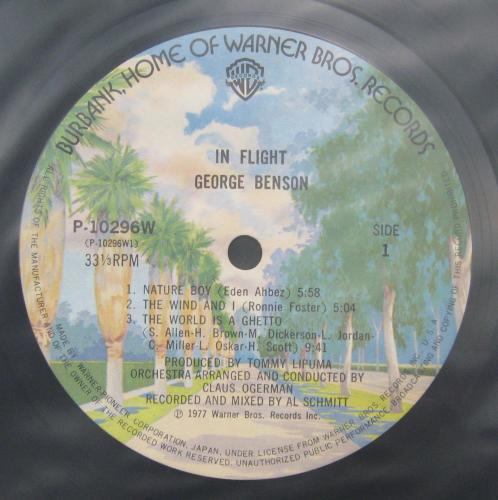 BURBANK, HOME OF WARNER BROS. RECORDS
WB
IN FLIGHT
GEORGE BENSON
P-10296W
(P-10296W1)
33⅓RPM
SIDE
1
1. NATURE BOY (Eden Ahbez) 5:58
2. THE WIND AND I (Ronnie Foster) 5:04
3. THE WORLD IS A GHETTO
(S. Allen-H. Brown-M. Dickerson-L. Jordan-
C. Miller-L. Oskar-H. Scott) 9:41
PRODUCED BY TOMMY LIPUMA
ORCHESTRA ARRANGED AND CONDUCTED BY
CLAUS OGERMAN
RECORDED AND MIXED BY AL SCHMITT
Ⓟ 1977 Warner Bros. Records Inc.
MADE BY WARNER-PIONEER CORPORATION, JAPAN, UNDER LICENSE FROM WARNER BROS. RECORDS INC., U.S.A.
ALL RIGHTS OF THE MANUFACTURER AND OF THE OWNER OF THE RECORDED WORK RESERVED. UNAUTHORIZED PUBLIC PERFORMANCE BROADCASTING AND COPYING OF THIS RECORD PROHIBITED